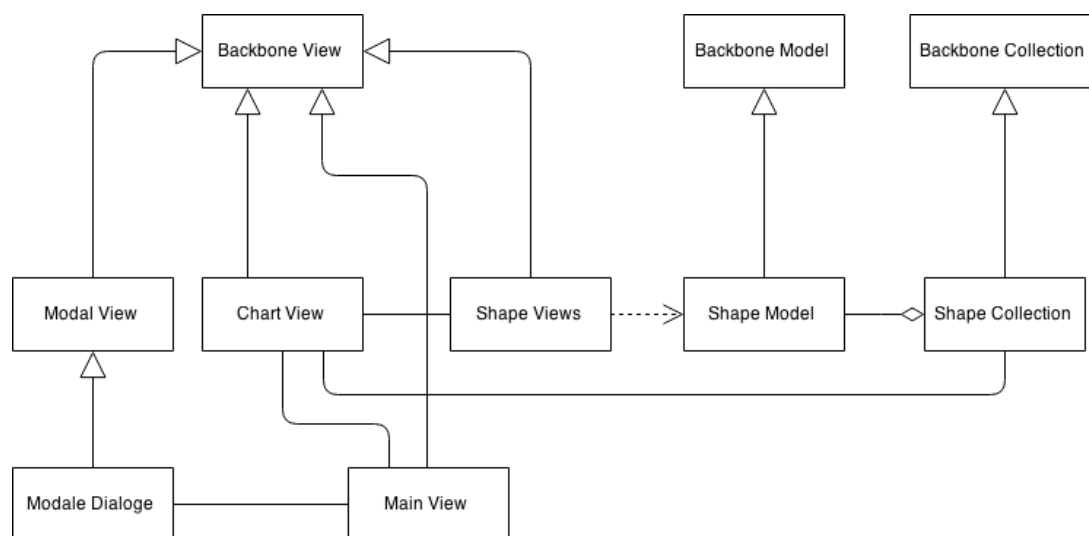 Backbone View
Backbone Model
Backbone Collection
Modal View
Chart View
Shape Views
Shape Model
Shape Collection
Modale Dialoge
Main View